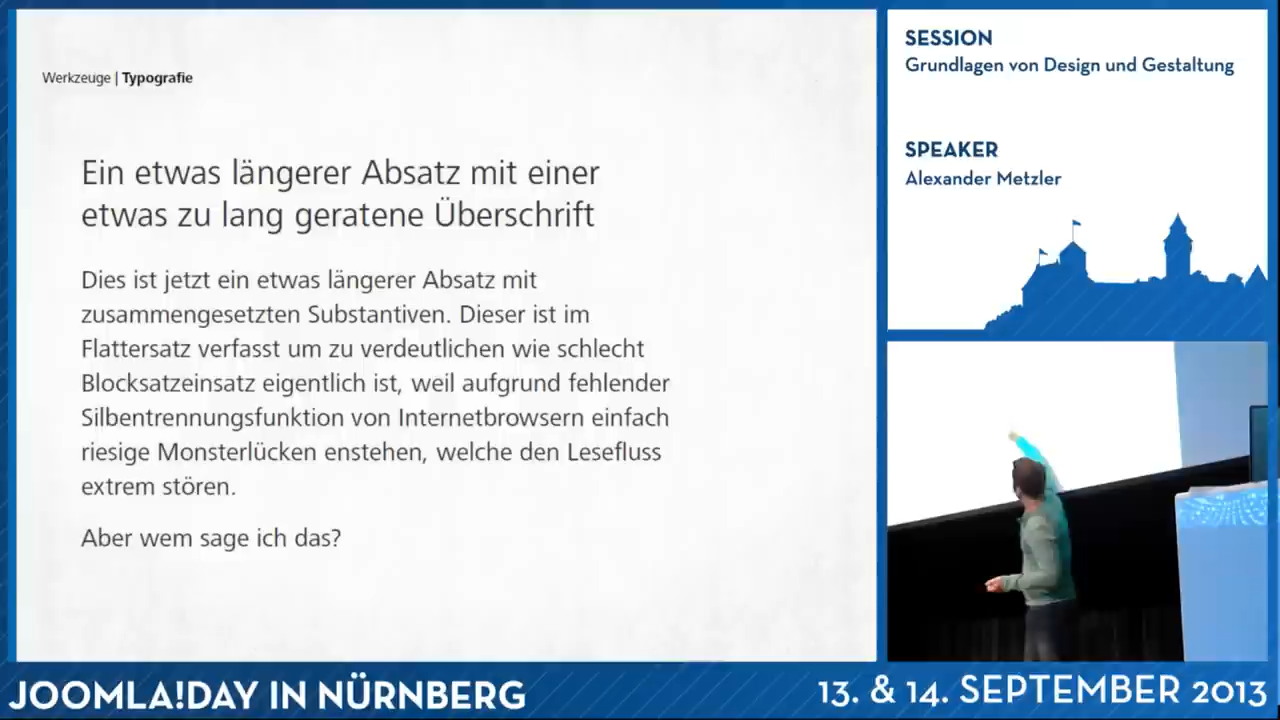 Werkzeuge | Typografie
Ein etwas längerer Absatz mit einer
etwas zu lang geratene Überschrift
Dies ist jetzt ein etwas längerer Absatz mit
zusammengesetzten Substantiven. Dieser ist im
Flattersatz verfasst um zu verdeutlichen wie schlecht
Blocksatzeinsatz eigentlich ist, weil aufgrund fehlender
Silbentrennungsfunktion von Internetbrowsern einfach
riesige Monsterlücken enstehen, welche den Lesefluss
extrem stören.
Aber wem sage ich das?
SESSION
Grundlagen von Design und Gestaltung
SPEAKER
Alexander Metzler
JOOMLA!DAY IN NÜRNBERG
13. & 14. SEPTEMBER 2013